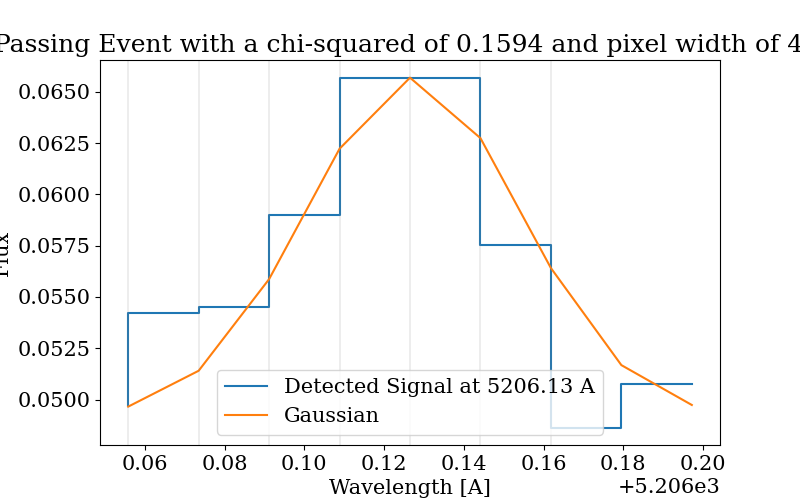 Passing Event with a chi-squared of 0.1594 and pixel width of 4
0.0650
0.0625
0.0600
0.0575
0.0550
0.0525
0.0500
Flux
Detected Signal at 5206.13 A
Gaussian
0.06 0.08 0.10 0.12 0.14 0.16 0.18 0.20
Wavelength [A]
+5.206e3